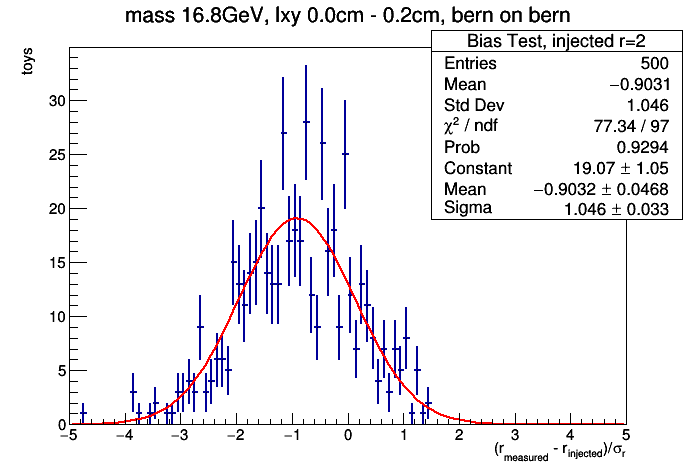 mass 16.8GeV, lxy 0.0cm - 0.2cm, bern on bern
toys
Bias Test, injected r=2
Entries 500
Mean −0.9031
Std Dev 1.046
χ² / ndf 77.34 / 97
Prob 0.9294
Constant 19.07 ± 1.05
Mean −0.9032 ± 0.0468
Sigma 1.046 ± 0.033
30
25
20
15
10
5
0
−5 −4 −3 −2 −1 0 1 2 3 4 5
(r_measured - r_injected)/σ_r